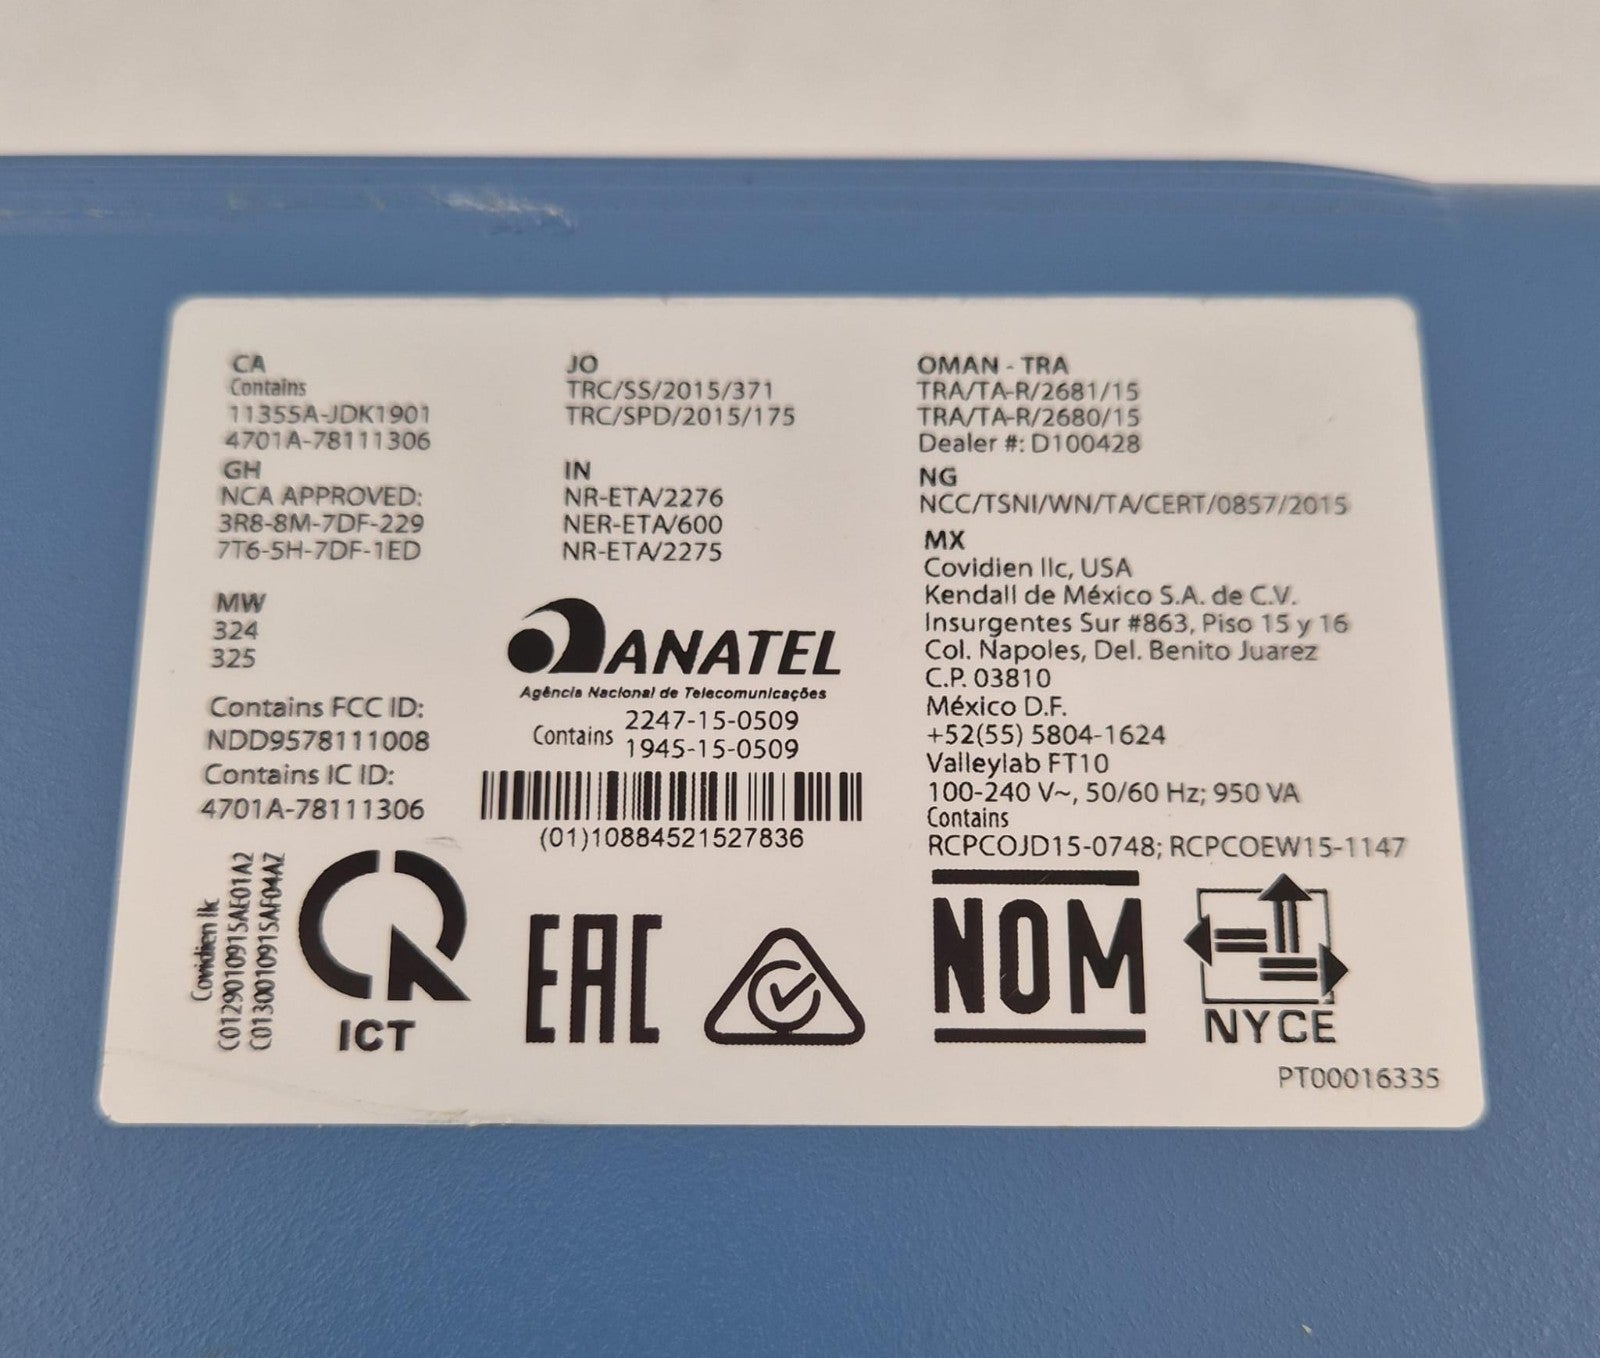 CA
Contains
11355A-JDK1901
4701A-78111306
GH
NCA APPROVED:
3R8-8M-7DF-229
7T6-5H-7DF-1ED
MW
324
325
Contains FCC ID:
NDD9578111008
Contains IC ID:
4701A-78111306
Covidien llc
C0129010915AE01A2
C013001091SAF04A2
ICT
JO
TRC/SS/2015/371
TRC/SPD/2015/175
IN
NR-ETA/2276
NER-ETA/600
NR-ETA/2275
ANATEL
Agência Nacional de Telecomunicações
Contains
2247-15-0509
1945-15-0509
(01)10884521527836
EAC
OMAN - TRA
TRA/TA-R/2681/15
TRA/TA-R/2680/15
Dealer #: D100428
NG
NCC/TSNI/WN/TA/CERT/0857/2015
MX
Covidien llc, USA
Kendall de México S.A. de C.V.
Insurgentes Sur #863, Piso 15 y 16
Col. Napoles, Del. Benito Juarez
C.P. 03810
México D.F.
+52(55) 5804-1624
Valleylab FT10
100-240 V~, 50/60 Hz; 950 VA
Contains
RCPCOJD15-0748; RCPCOEW15-1147
NOM
NYCE
PT00016335